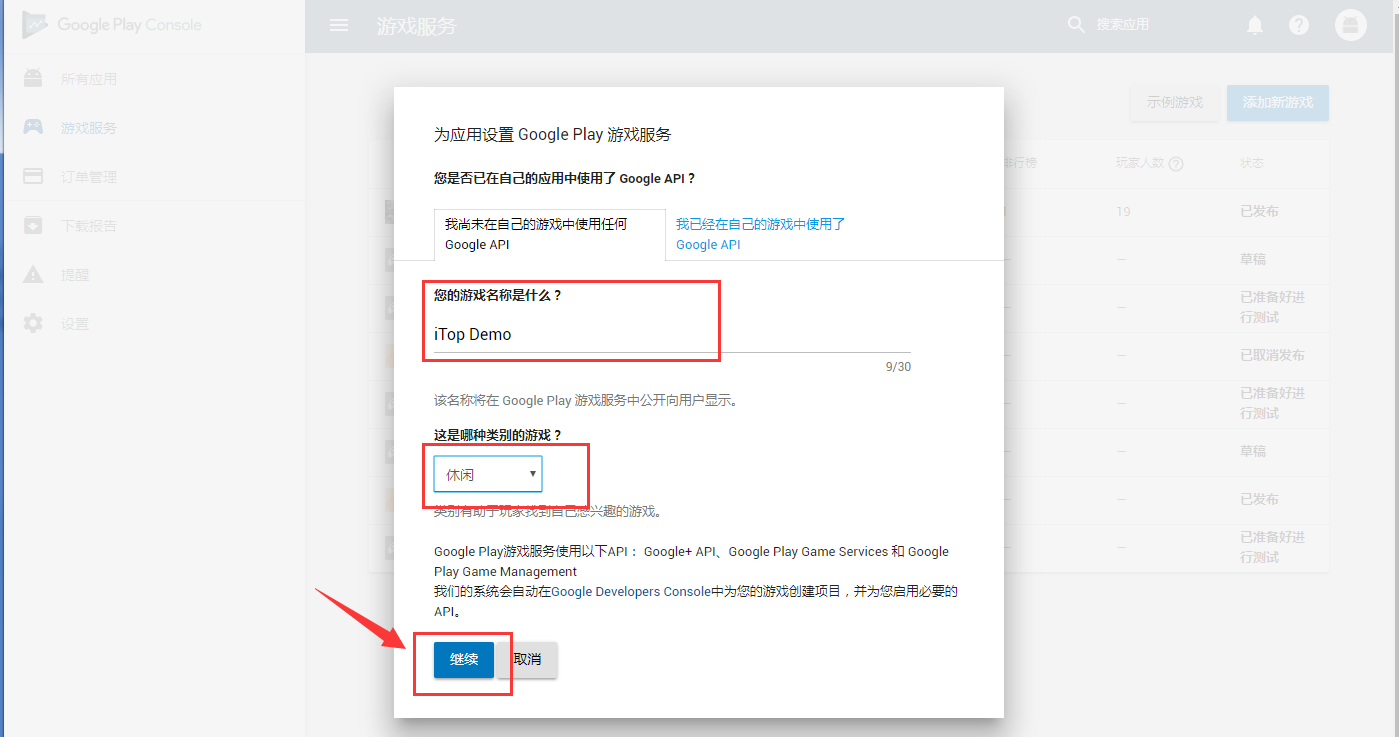 Google Play Console
游戏服务
搜索应用
所有应用
游戏服务
订单管理
下载报告
提醒
设置
示例游戏
添加新游戏
玩家人数
状态
19
已发布
–
草稿
–
已准备好进
行测试
–
已取消发布
–
已准备好进
行测试
–
草稿
–
已发布
–
已准备好进
行测试
为应用设置 Google Play 游戏服务
您是否已在自己的应用中使用了 Google API？
我尚未在自己的游戏中使用任何
Google API
我已经在自己的游戏中使用了
Google API
您的游戏名称是什么？
iTop Demo
9/30
该名称将在 Google Play 游戏服务中公开向用户显示。
这是哪种类别的游戏？
休闲
类别有助于玩家找到自己感兴趣的游戏。
Google Play游戏服务使用以下API： Google+ API、Google Play Game Services 和 Google
Play Game Management
我们的系统会自动在Google Developers Console中为您的游戏创建项目，并为您启用必要的
API。
继续
取消